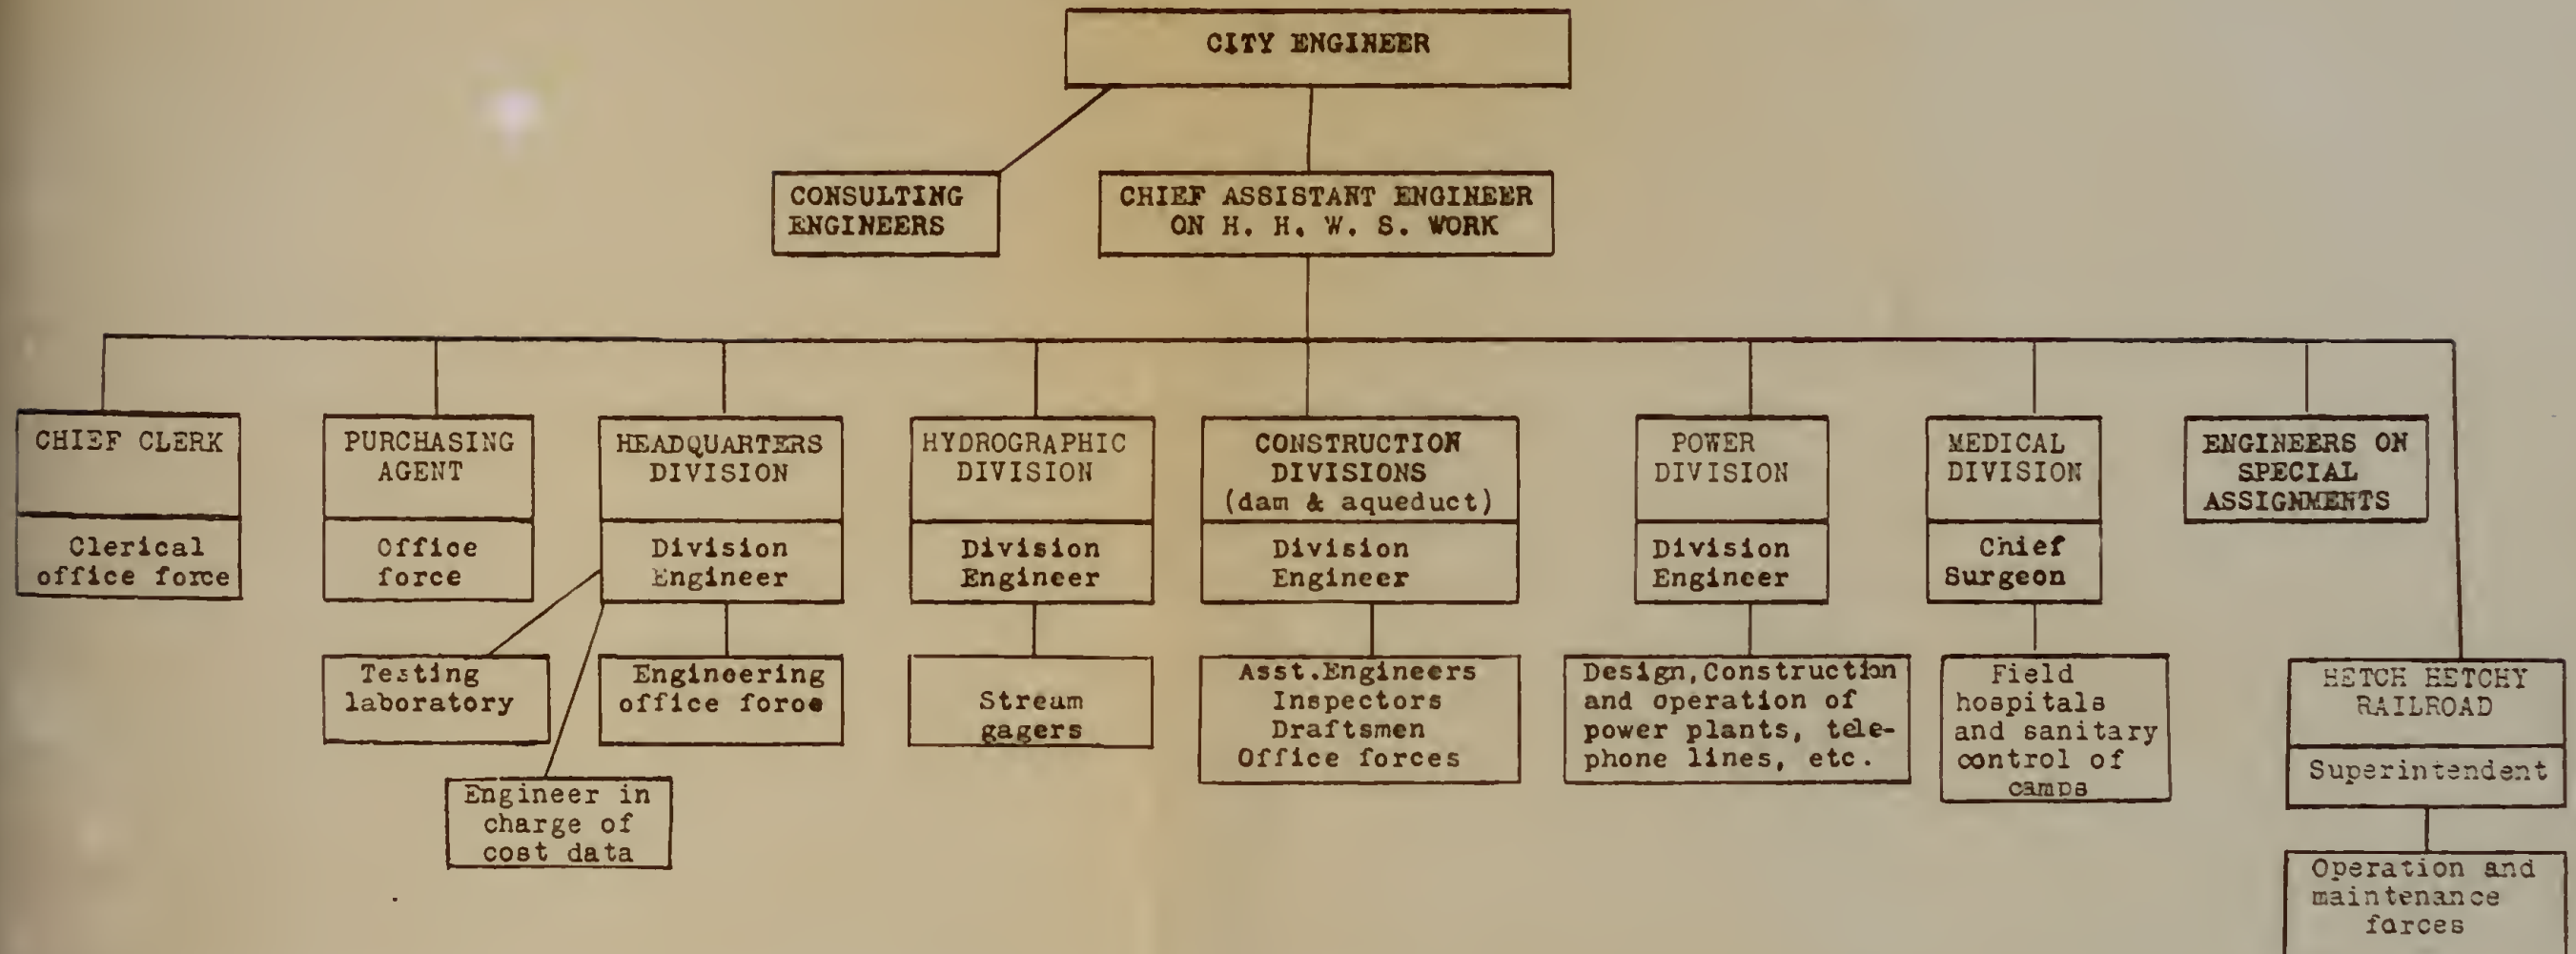 CITY ENGINEER
CONSULTING
ENGINEERS
CHIEF ASSISTANT ENGINEER
ON H. H. W. S. WORK
CHIEF CLERK
Clerical
office force
PURCHASING
AGENT
Office
force
HEADQUARTERS
DIVISION
Division
Engineer
Testing
laboratory
Engineer in
charge of
cost data
Engineering
office force
HYDROGRAPHIC
DIVISION
Division
Engineer
Stream
gagers
CONSTRUCTION
DIVISIONS
(dam & aqueduct)
Division
Engineer
Asst.Engineers
Inspectors
Draftsmen
Office forces
POWER
DIVISION
Division
Engineer
Design,Construction
and operation of
power plants, tele-
phone lines, etc.
MEDICAL
DIVISION
Chief
Surgeon
Field
hospitals
and sanitary
control of
camps
ENGINEERS ON
SPECIAL
ASSIGNMENTS
HETCH HETCHY
RAILROAD
Superintendent
Operation and
maintenance
forces